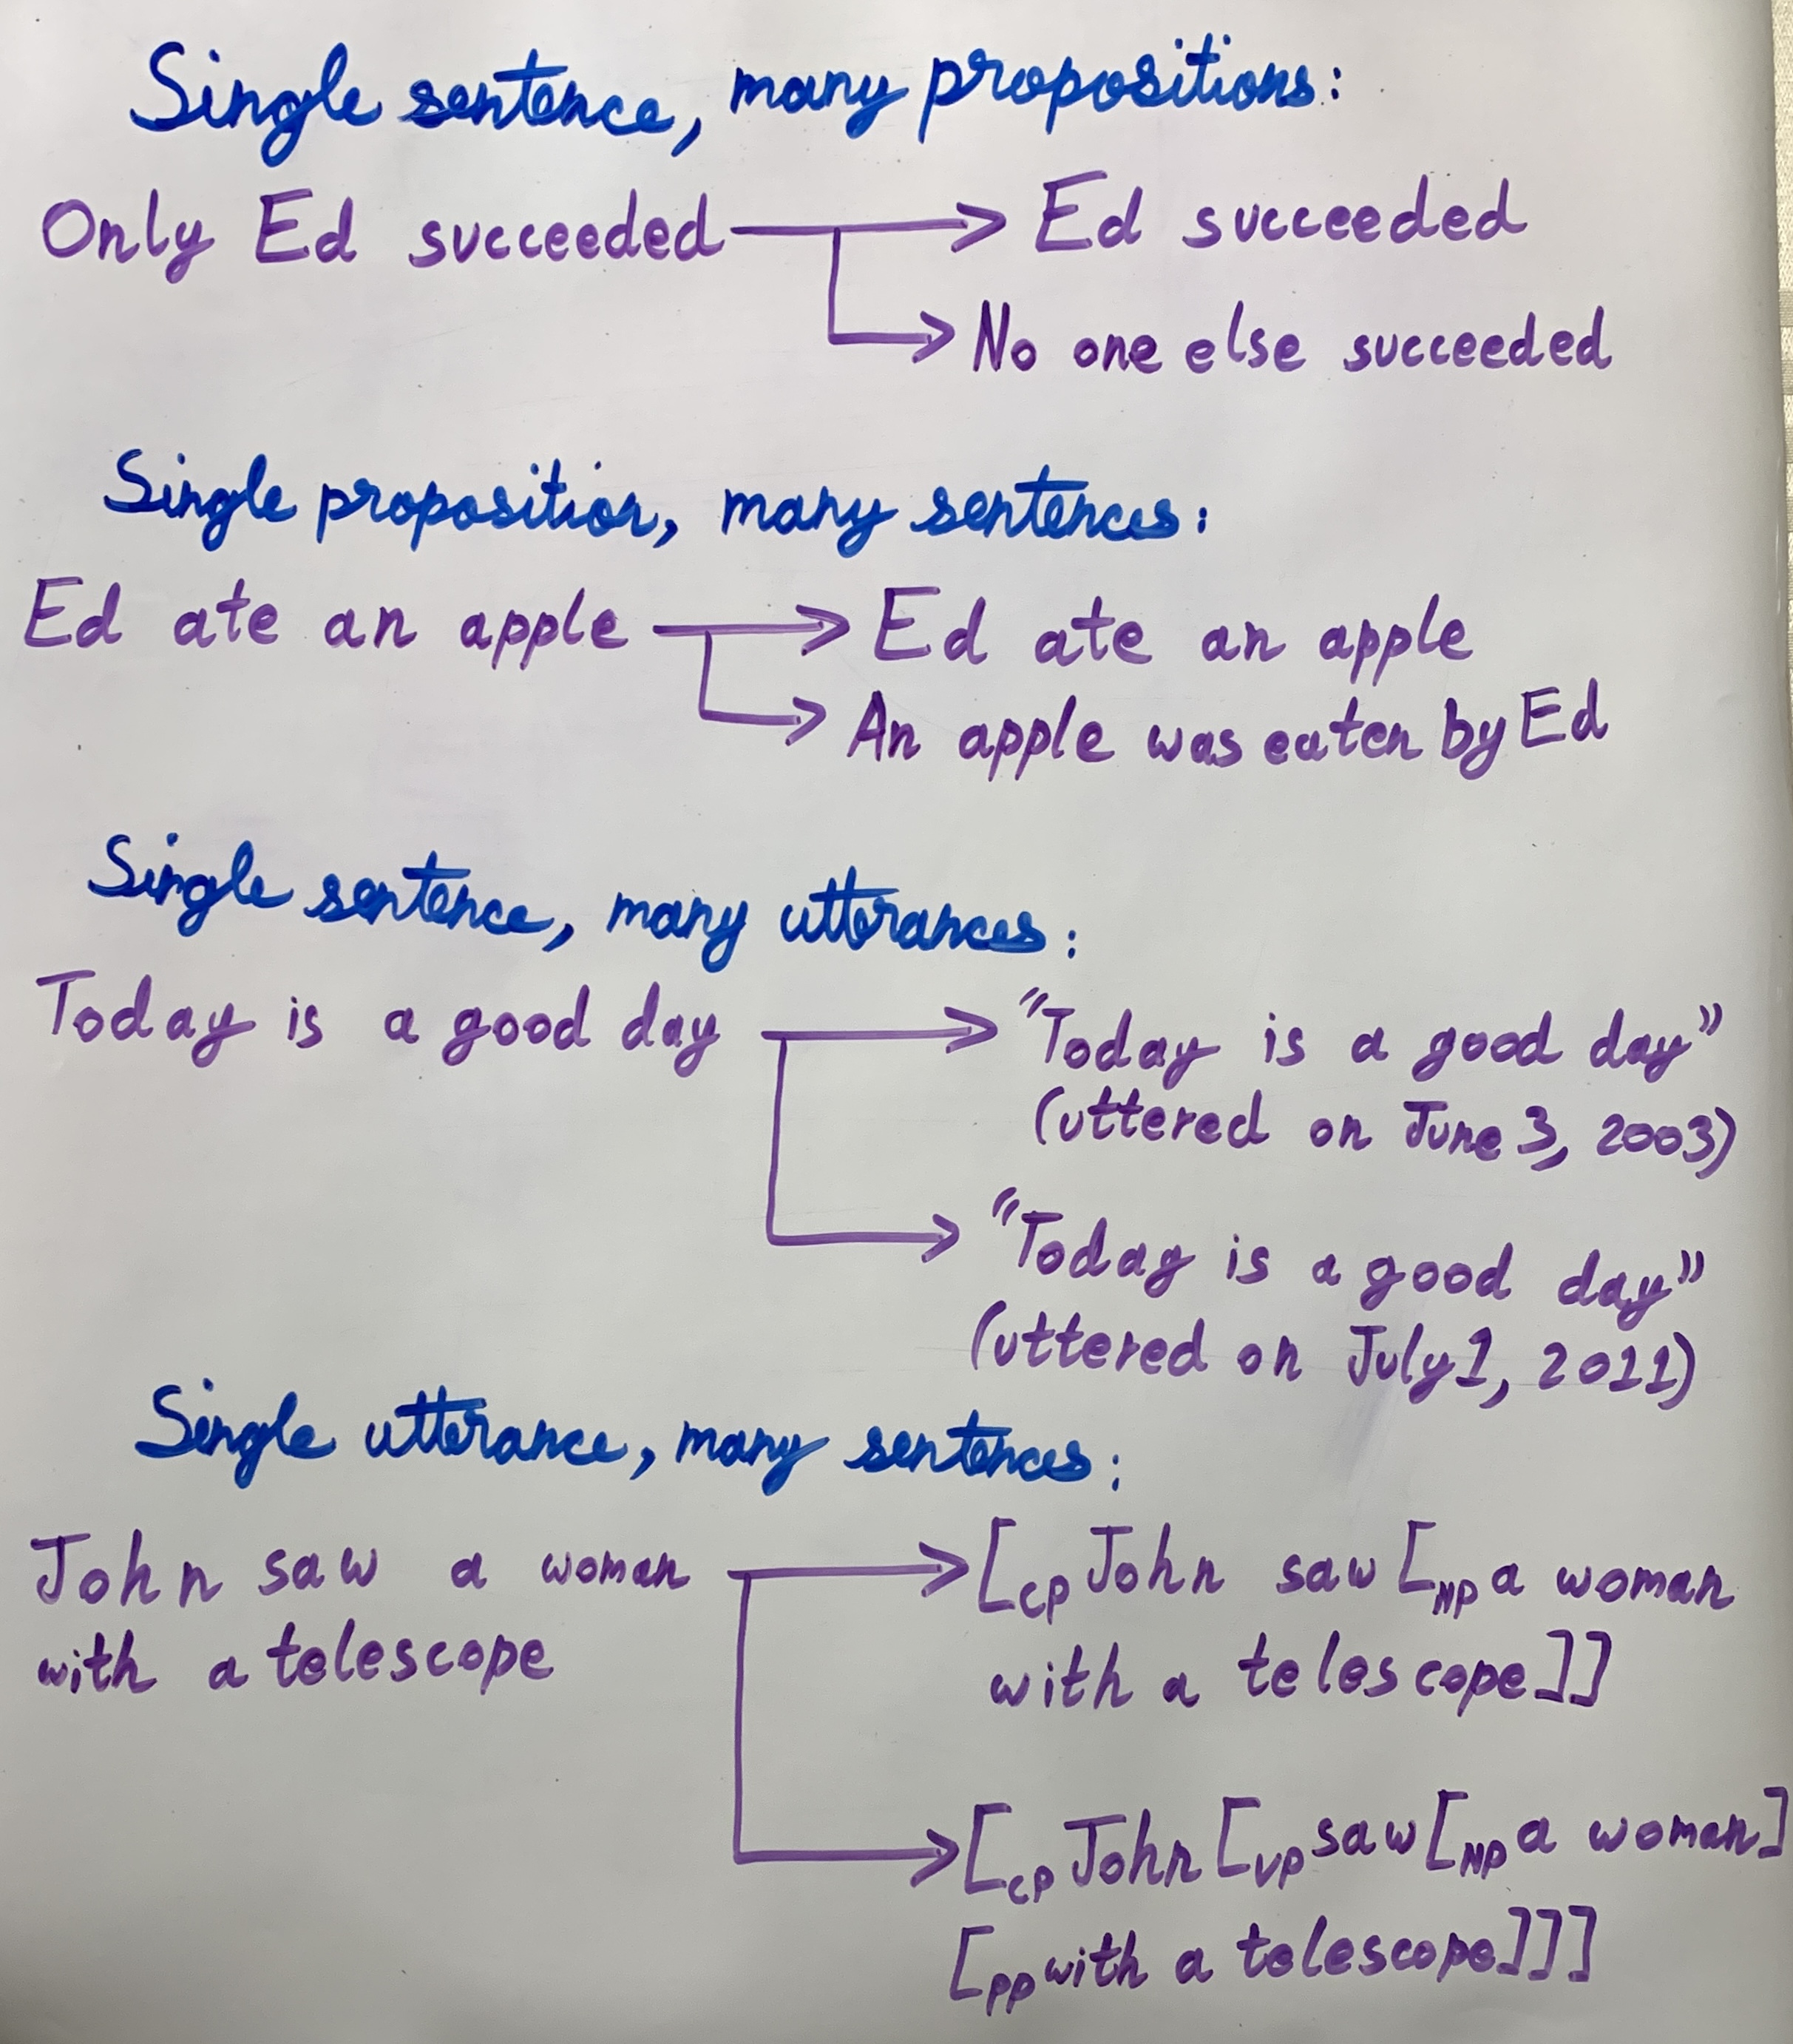 Single sentence, many propositions:
Only Ed succeeded → Ed succeeded
→ No one else succeeded
Single proposition, many sentences:
Ed ate an apple → Ed ate an apple
→ An apple was eaten by Ed
Single sentence, many utterances:
Today is a good day → "Today is a good day"
(uttered on June 3, 2003)
→ "Today is a good day"
(uttered on July 1, 2011)
Single utterance, many sentences:
John saw a woman → [CP John saw [NP a woman
with a telescope with a telescope]]
→ [CP John [VP saw [NP a woman]
[PP with a telescope]]]